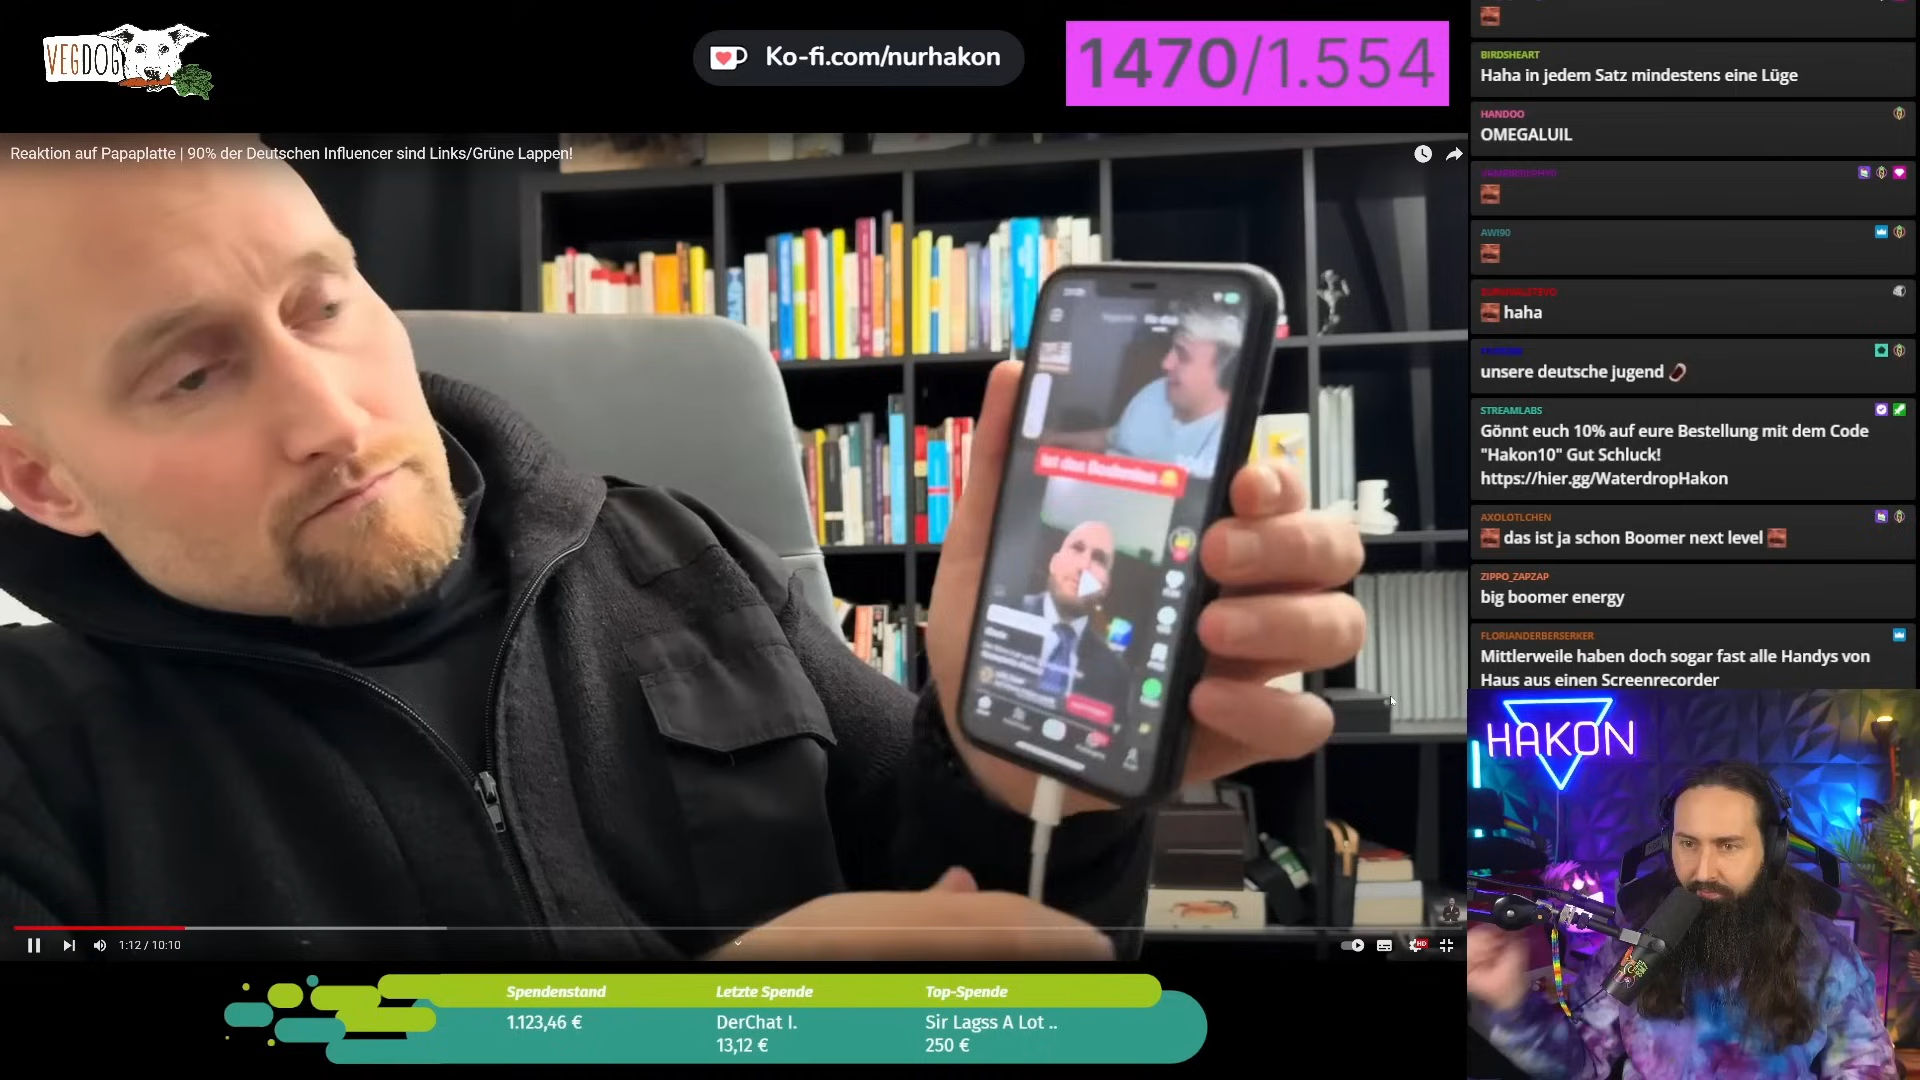 VEGDOG
Ko-fi.com/nurhakon
1470/1.554
Reaktion auf Papaplatte | 90% der Deutschen Influencer sind Links/Grüne Lappen!
Ist das Bodenlos
1:12 / 10:10
HD
Spendenstand
Letzte Spende
Top-Spende
1.123,46 €
DerChat I.
Sir Lagss A Lot ..
13,12 €
250 €
BIRDSHEART
Haha in jedem Satz mindestens eine Lüge
HANDOO
OMEGALUIL
AWI90
haha
unsere deutsche jugend
STREAMLABS
Gönnt euch 10% auf eure Bestellung mit dem Code
"Hakon10" Gut Schluck!
https://hier.gg/WaterdropHakon
AXOLOTLCHEN
das ist ja schon Boomer next level
ZIPPO_ZAPZAP
big boomer energy
FLORIANDERBERSERKER
Mittlerweile haben doch sogar fast alle Handys von
Haus aus einen Screenrecorder
HAKON